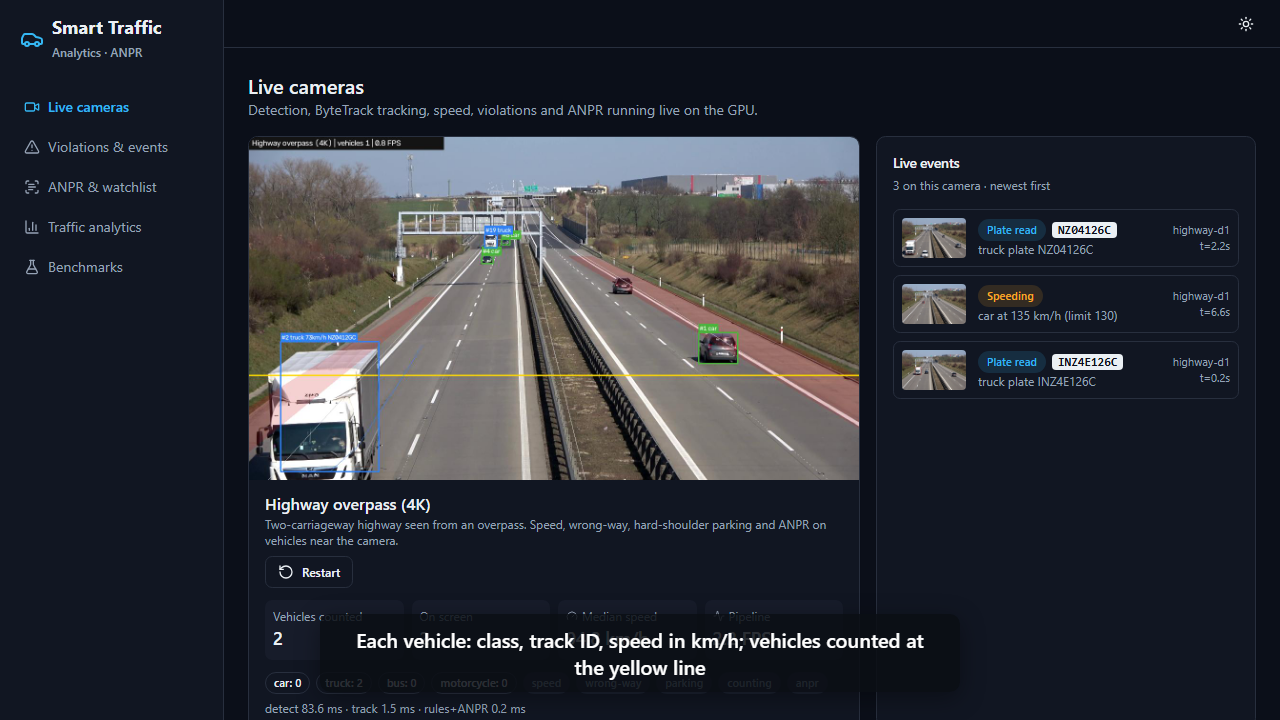 Smart Traffic
Analytics · ANPR
Live cameras
Violations & events
ANPR & watchlist
Traffic analytics
Benchmarks
Live cameras
Detection, ByteTrack tracking, speed, violations and ANPR running live on the GPU.
Highway overpass (4K) | vehicles 1 | 0.8 FPS
#19 truck
#2 truck 73km/h NZ0412GC
#1 car
Highway overpass (4K)
Two-carriageway highway seen from an overpass. Speed, wrong-way, hard-shoulder parking and ANPR on
vehicles near the camera.
Restart
Vehicles counted
On screen
Median speed
Pipeline
2
Each vehicle: class, track ID, speed in km/h; vehicles counted at
the yellow line
car: 0
truck: 2
bus: 0
motorcycle: 0
speed
wrong-way
parking
counting
anpr
detect 83.6 ms · track 1.5 ms · rules+ANPR 0.2 ms
Live events
3 on this camera · newest first
Plate read
NZ04126C
highway-d1
truck plate NZ04126C
t=2.2s
Speeding
highway-d1
car at 135 km/h (limit 130)
t=6.6s
Plate read
INZ4E126C
highway-d1
truck plate INZ4E126C
t=0.2s